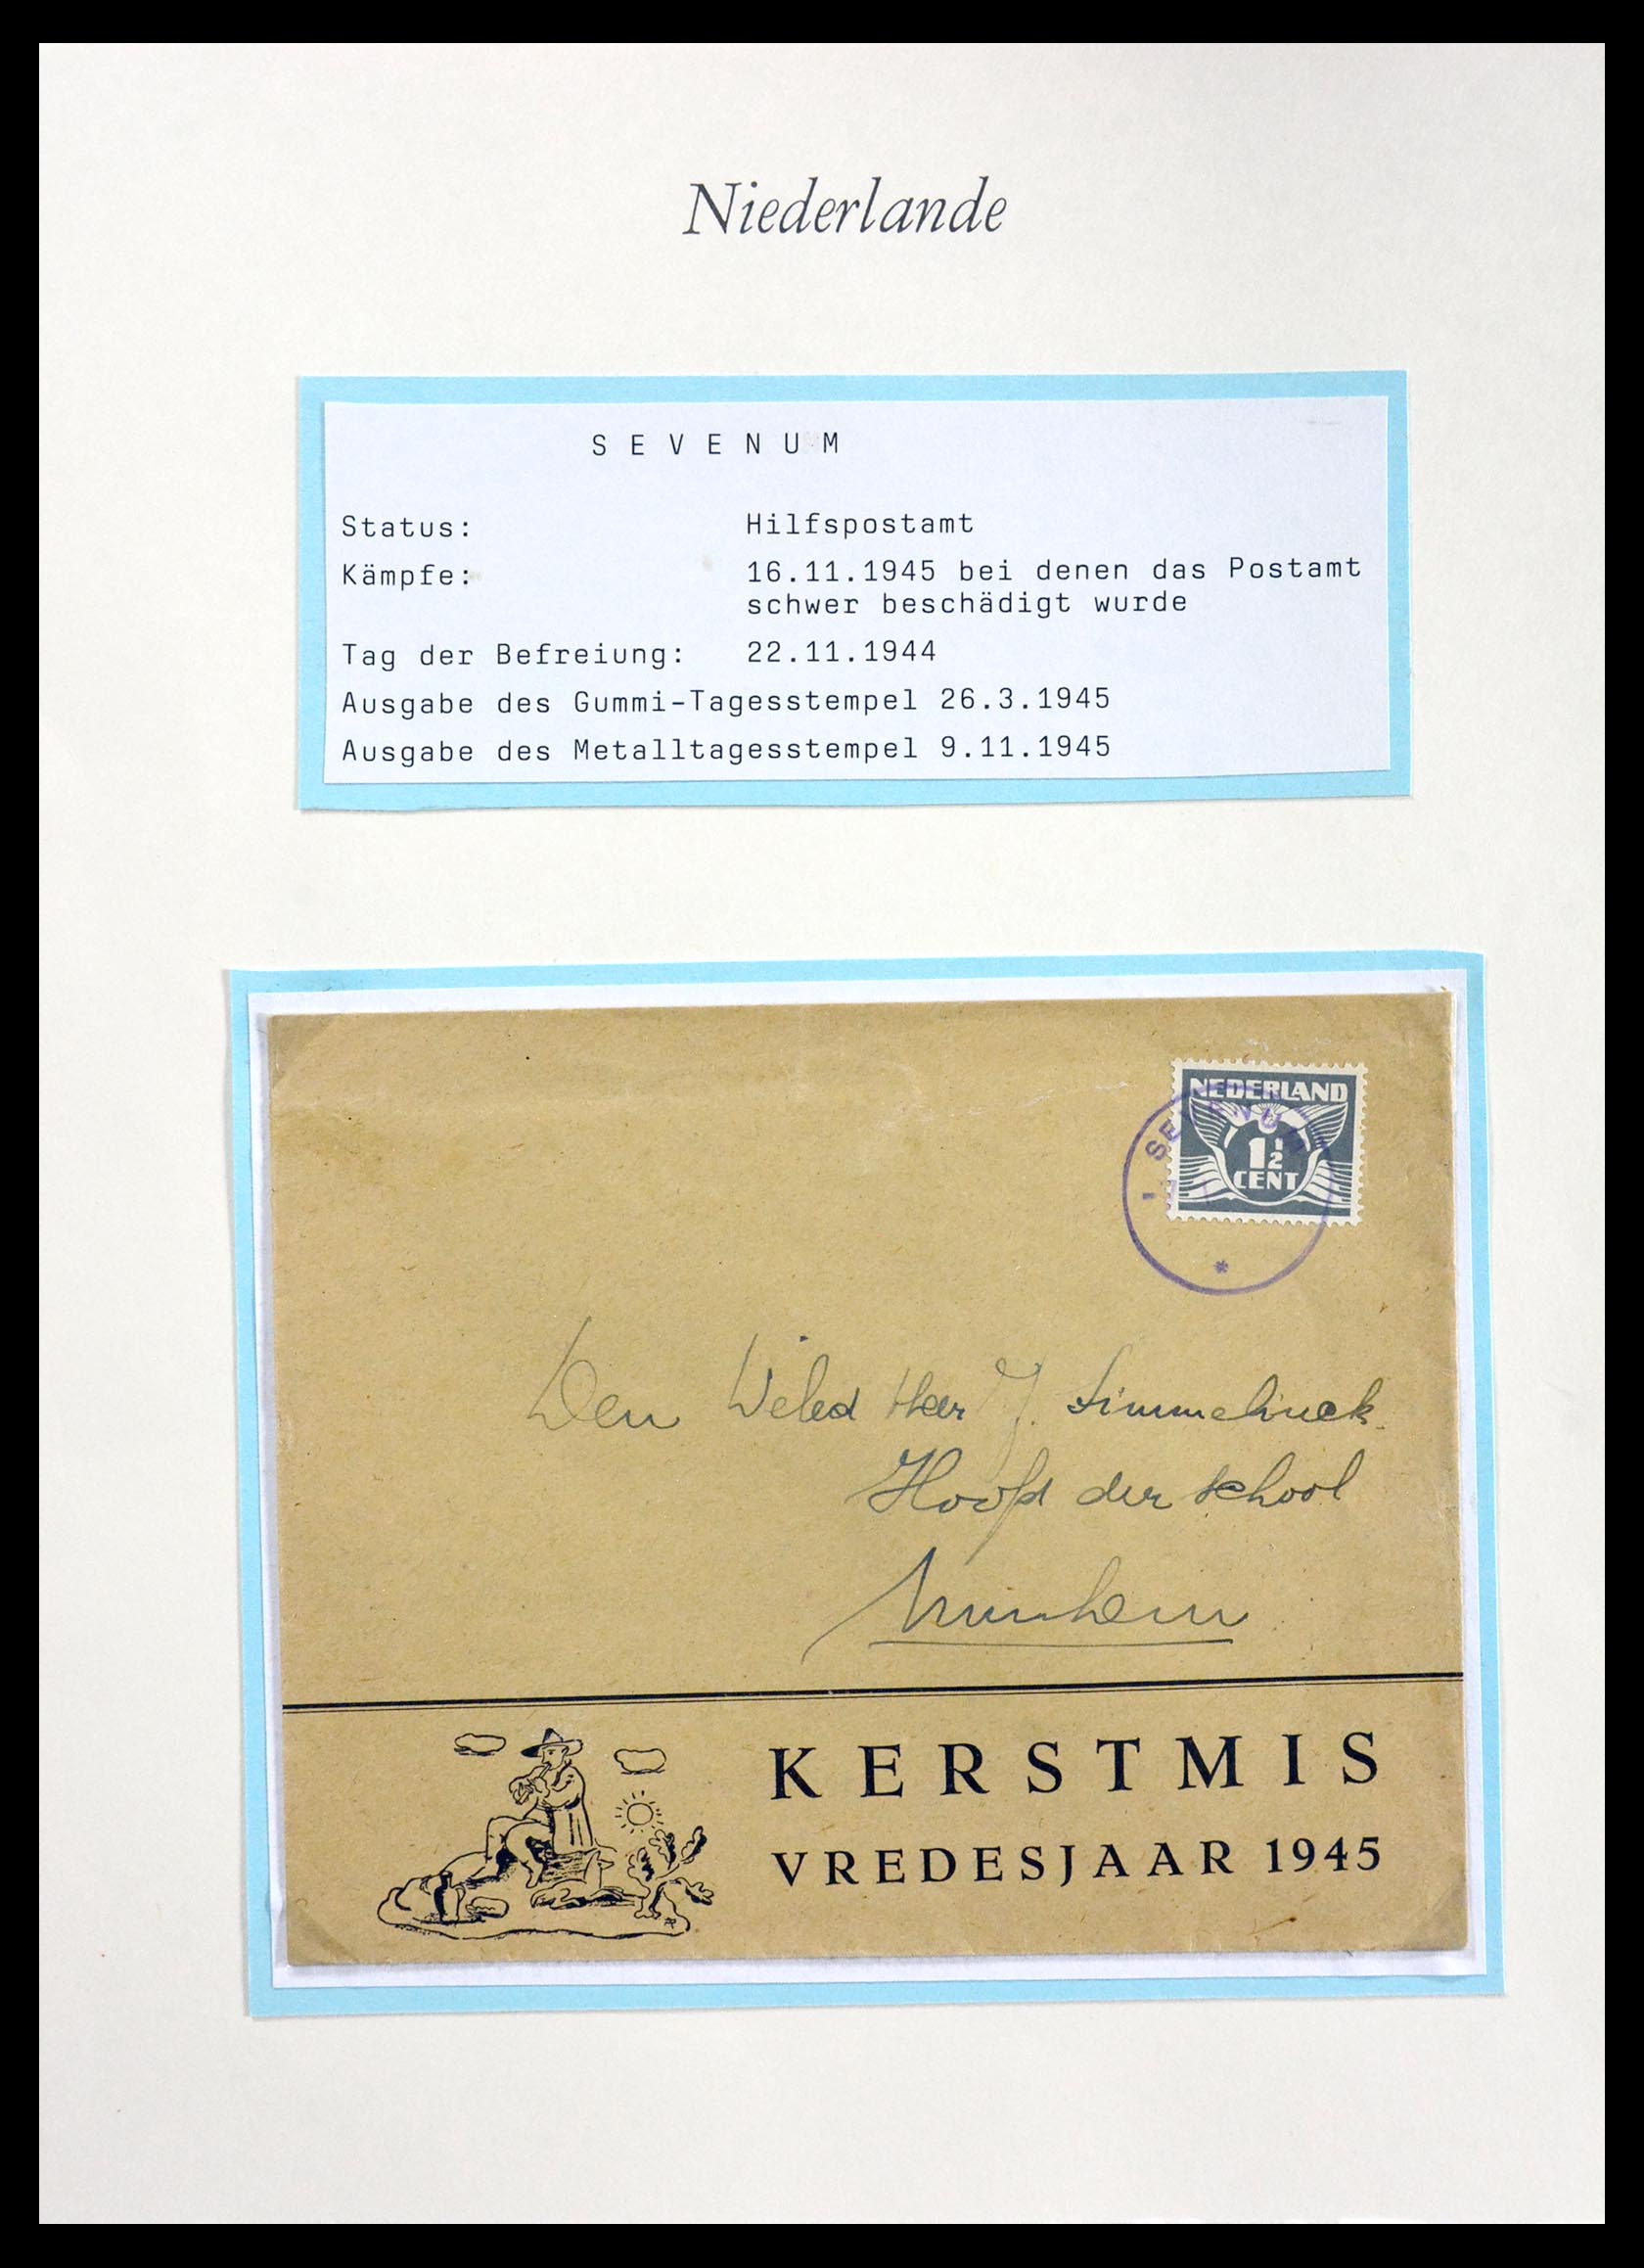 Niederlande
S E V E N U M
Status: Hilfspostamt
Kämpfe: 16.11.1945 bei denen das Postamt
schwer beschädigt wurde
Tag der Befreiung: 22.11.1944
Ausgabe des Gummi-Tagesstempel 26.3.1945
Ausgabe des Metalltagesstempel 9.11.1945
NEDERLAND
1½
CENT
SEVENUM
Den Weled Heer J.
Hoofd der school
KERSTMIS
VREDESJAAR 1945